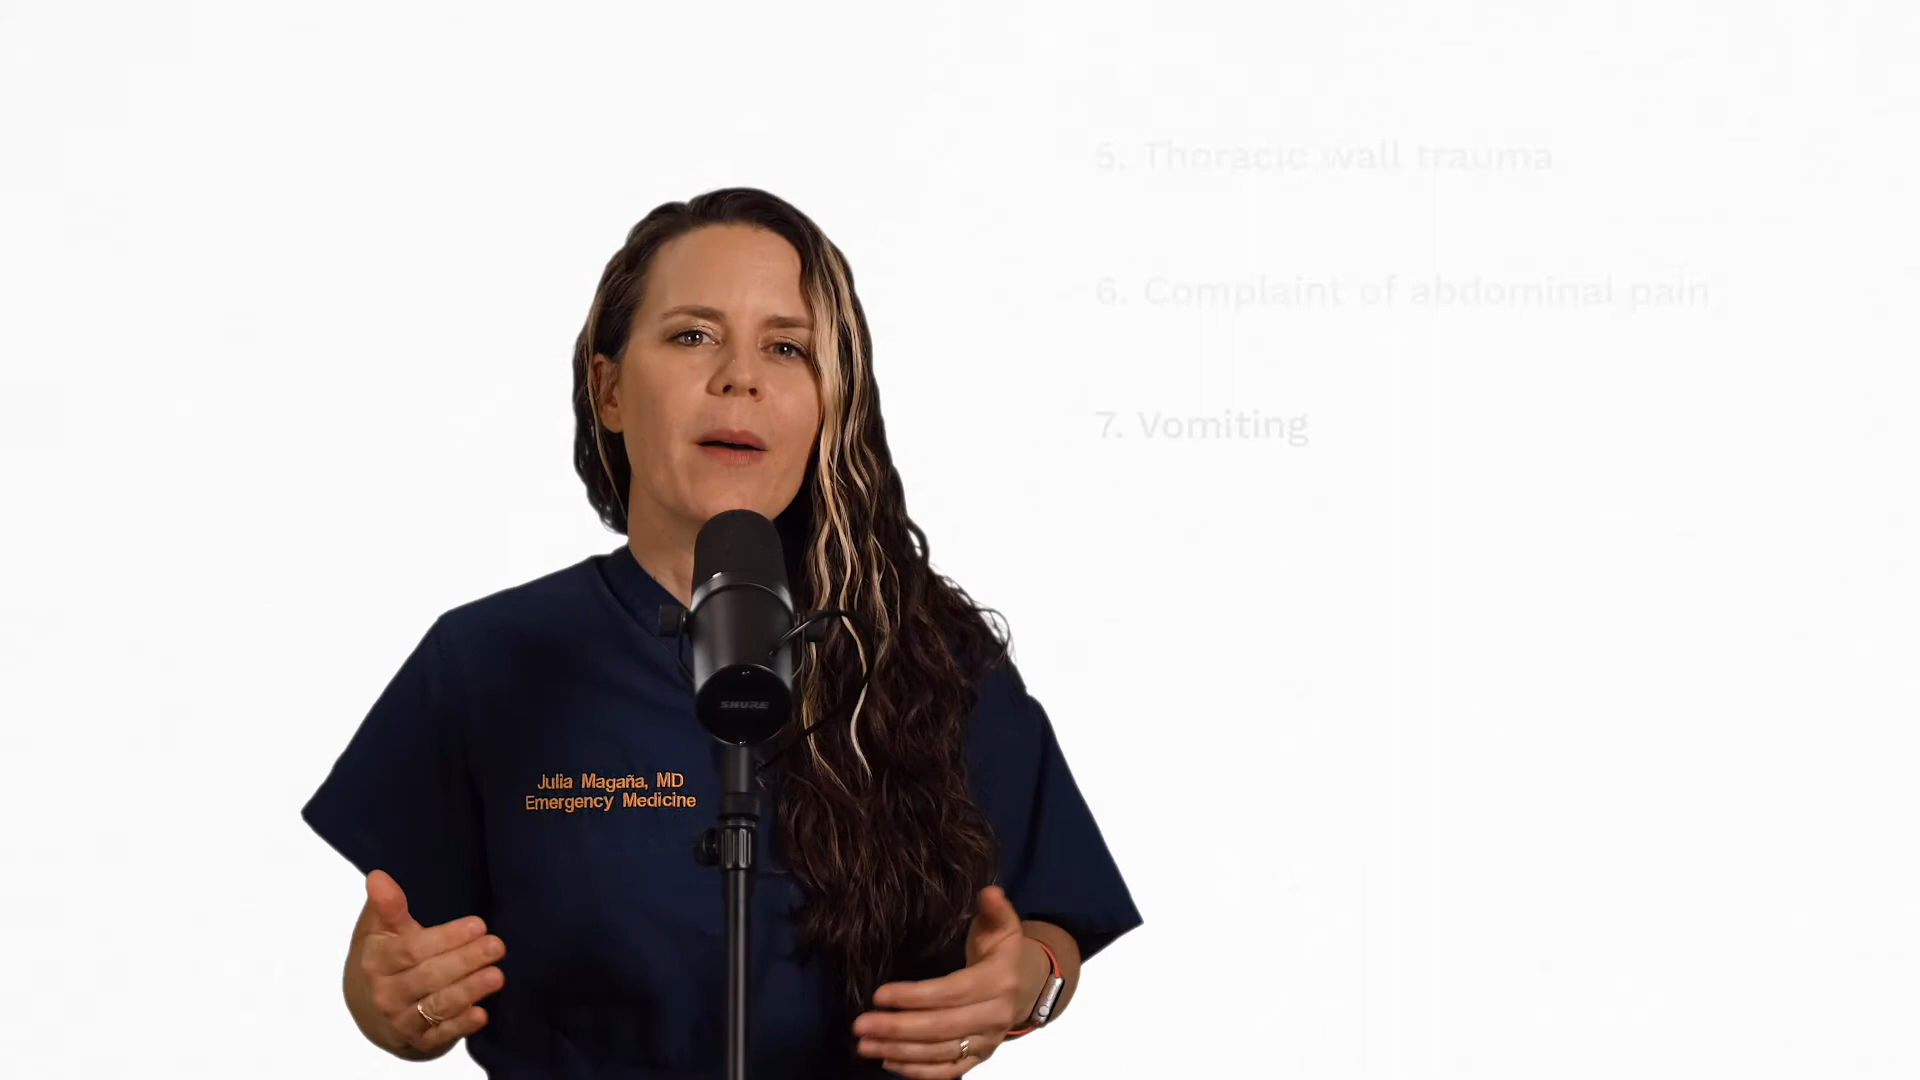 5. Thoracic wall trauma
6. Complaint of abdominal pain
7. Vomiting
SHURE
Julia Magaña, MD
Emergency Medicine